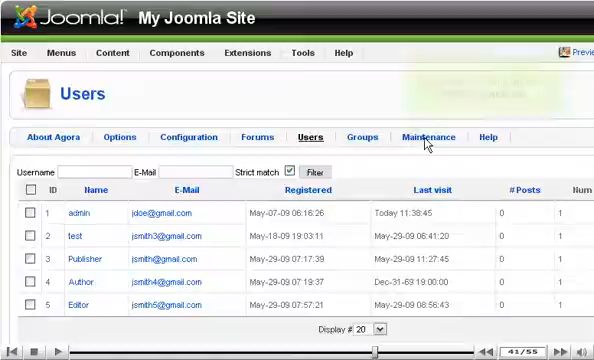 Joomla!™ My Joomla Site
Site Menus Content Components Extensions Tools Help Previe
Users
About Agora Options Configuration Forums Users Groups Maintenance Help
Username E-Mail Strict match Filter
ID Name E-Mail Registered Last visit # Posts Num
1 admin jdoe@gmail.com May-07-09 06:16:26 Today 11:38:45 0 1
2 test jsmith3@gmail.com May-18-09 19:03:11 May-29-09 06:41:20 0 1
3 Publisher jsmith@gmail.com May-29-09 07:17:39 May-29-09 11:27:45 0 1
4 Author jsmith4@gmail.com May-29-09 07:19:37 Dec-31-69 19:00:00 0 1
5 Editor jsmith5@gmail.com May-29-09 07:57:21 May-29-09 08:56:43 0 1
Display # 20
41/55